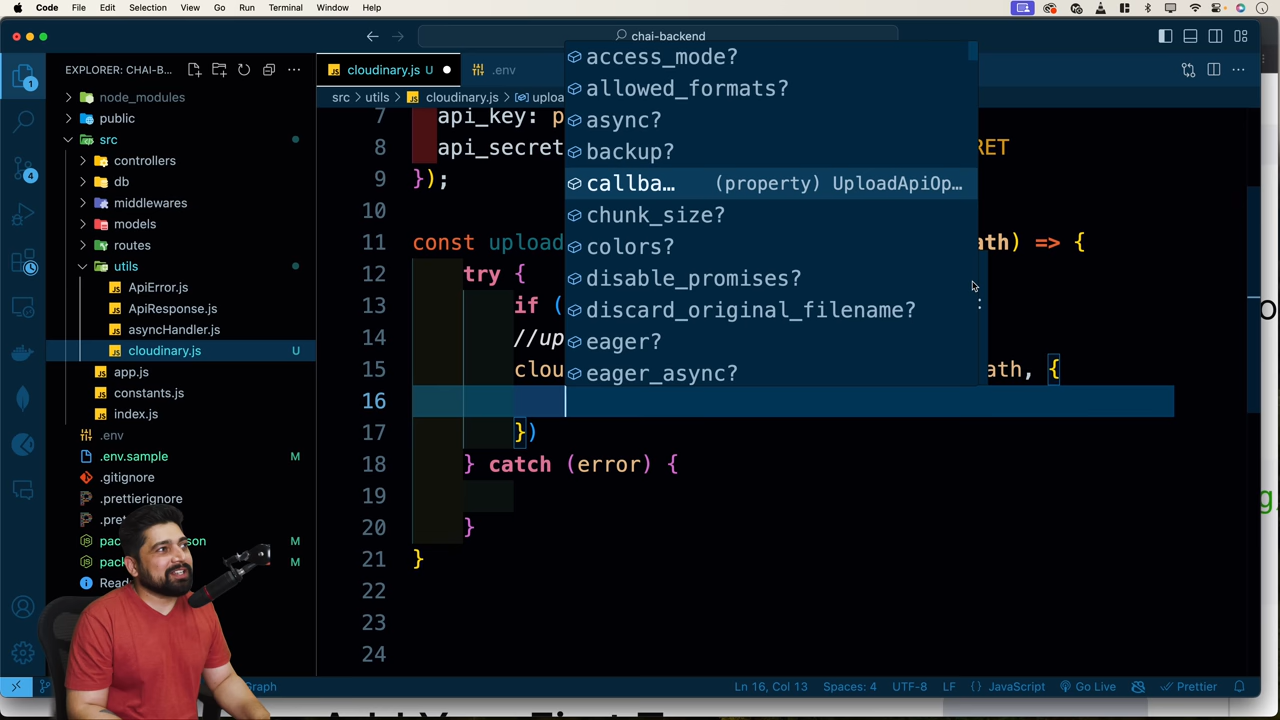 Code File Edit Selection View Go Run Terminal Window Help
chai-backend
EXPLORER: CHAI-B...
cloudinary.js U
.env
src > utils > cloudinary.js >
node_modules
public
src
controllers
db
middlewares
models
routes
utils
ApiError.js
ApiResponse.js
asyncHandler.js
cloudinary.js U
app.js
constants.js
index.js
.env
.env.sample M
.gitignore
.prettierignore
M
M
1
4
access_mode?
allowed_formats?
async?
backup?
callba... (property) UploadApiOp...
chunk_size?
colors?
disable_promises?
discard_original_filename?
eager?
eager_async?
7 api_key: p
8 api_secret RET
9 });
10
11 const upload ath) => {
12 try {
13 if (
14 //up
15 clou ath, {
16
17 })
18 } catch (error) {
19
20 }
21 }
22
23
24
Graph Ln 16, Col 13 Spaces: 4 UTF-8 LF {} JavaScript Go Live Prettier